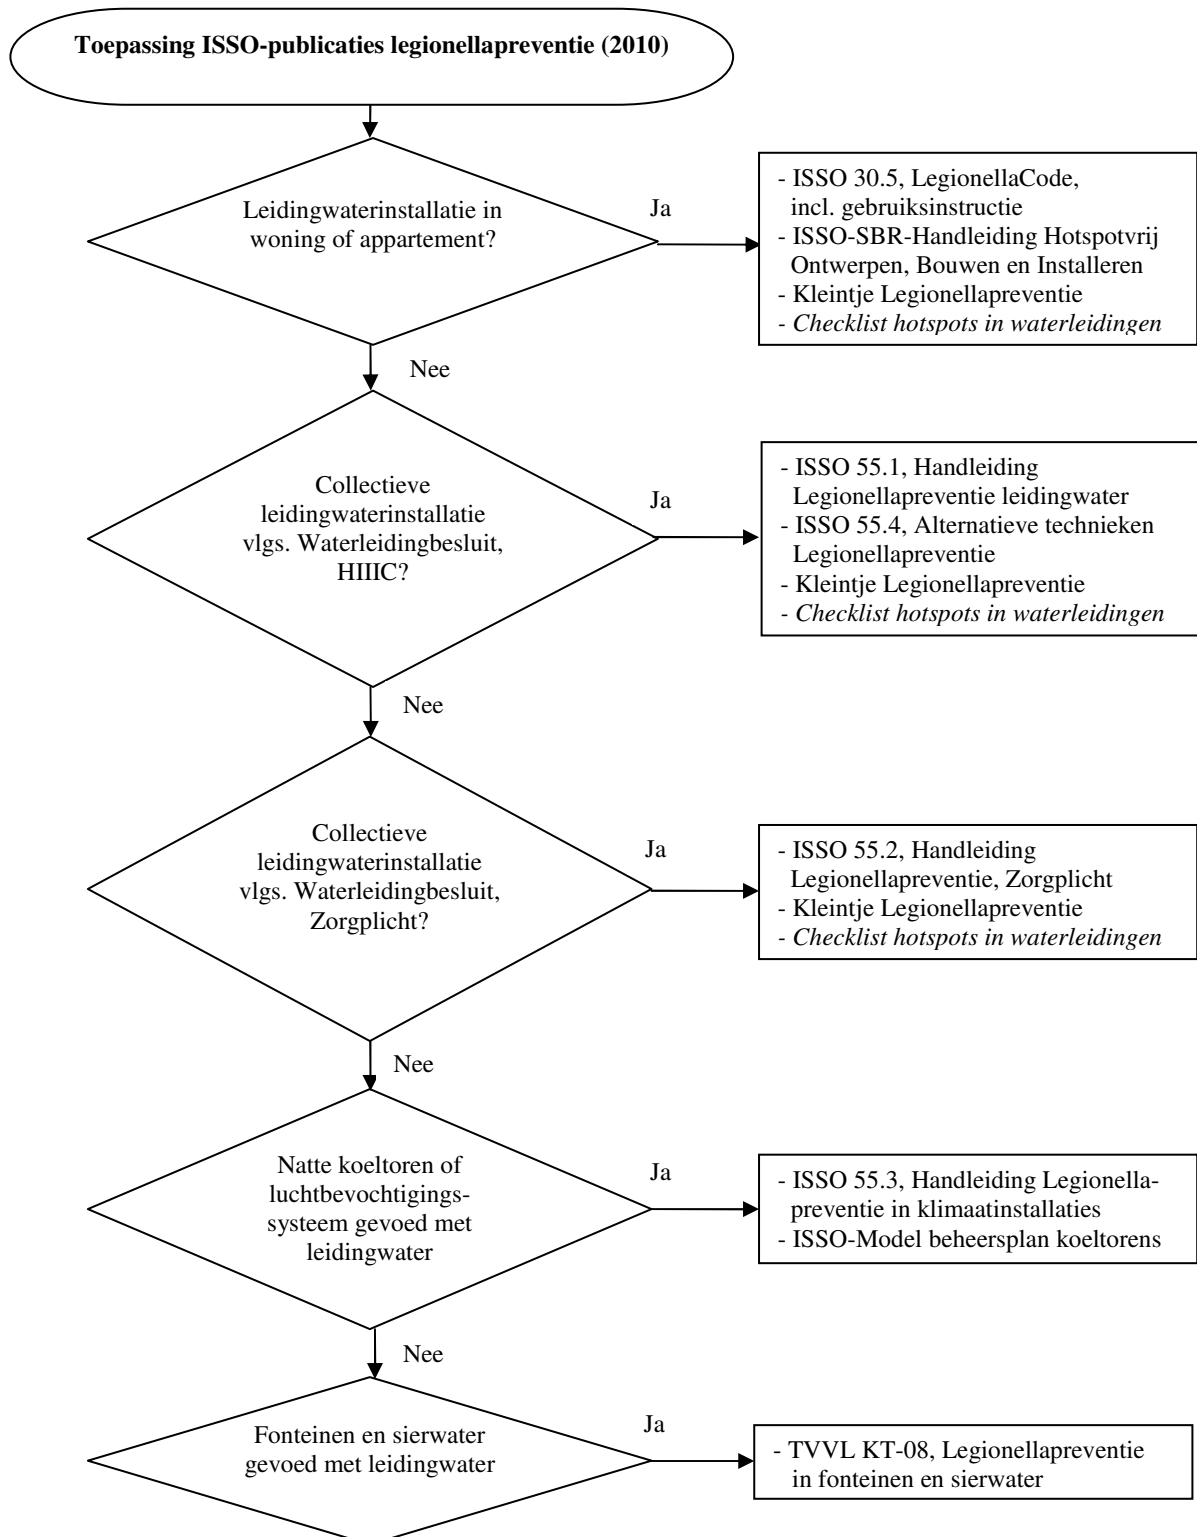 Toepassing ISSO-publicaties legionellapreventie (2010)
Leidingwaterinstallatie in
woning of appartement?
Ja
- ISSO 30.5, LegionellaCode,
incl. gebruiksinstructie
- ISSO-SBR-Handleiding Hotspotvrij
Ontwerpen, Bouwen en Installeren
- Kleintje Legionellapreventie
- Checklist hotspots in waterleidingen
Nee
Collectieve
leidingwaterinstallatie
vlgs. Waterleidingbesluit,
HIIIC?
Ja
- ISSO 55.1, Handleiding
Legionellapreventie leidingwater
- ISSO 55.4, Alternatieve technieken
Legionellapreventie
- Kleintje Legionellapreventie
- Checklist hotspots in waterleidingen
Nee
Collectieve
leidingwaterinstallatie
vlgs. Waterleidingbesluit,
Zorgplicht?
Ja
- ISSO 55.2, Handleiding
Legionellapreventie, Zorgplicht
- Kleintje Legionellapreventie
- Checklist hotspots in waterleidingen
Nee
Natte koeltoren of
luchtbevochtigings-
systeem gevoed met
leidingwater
Ja
- ISSO 55.3, Handleiding Legionella-
preventie in klimaatinstallaties
- ISSO-Model beheersplan koeltorens
Nee
Fonteinen en sierwater
gevoed met leidingwater
Ja
- TVVL KT-08, Legionellapreventie
in fonteinen en sierwater